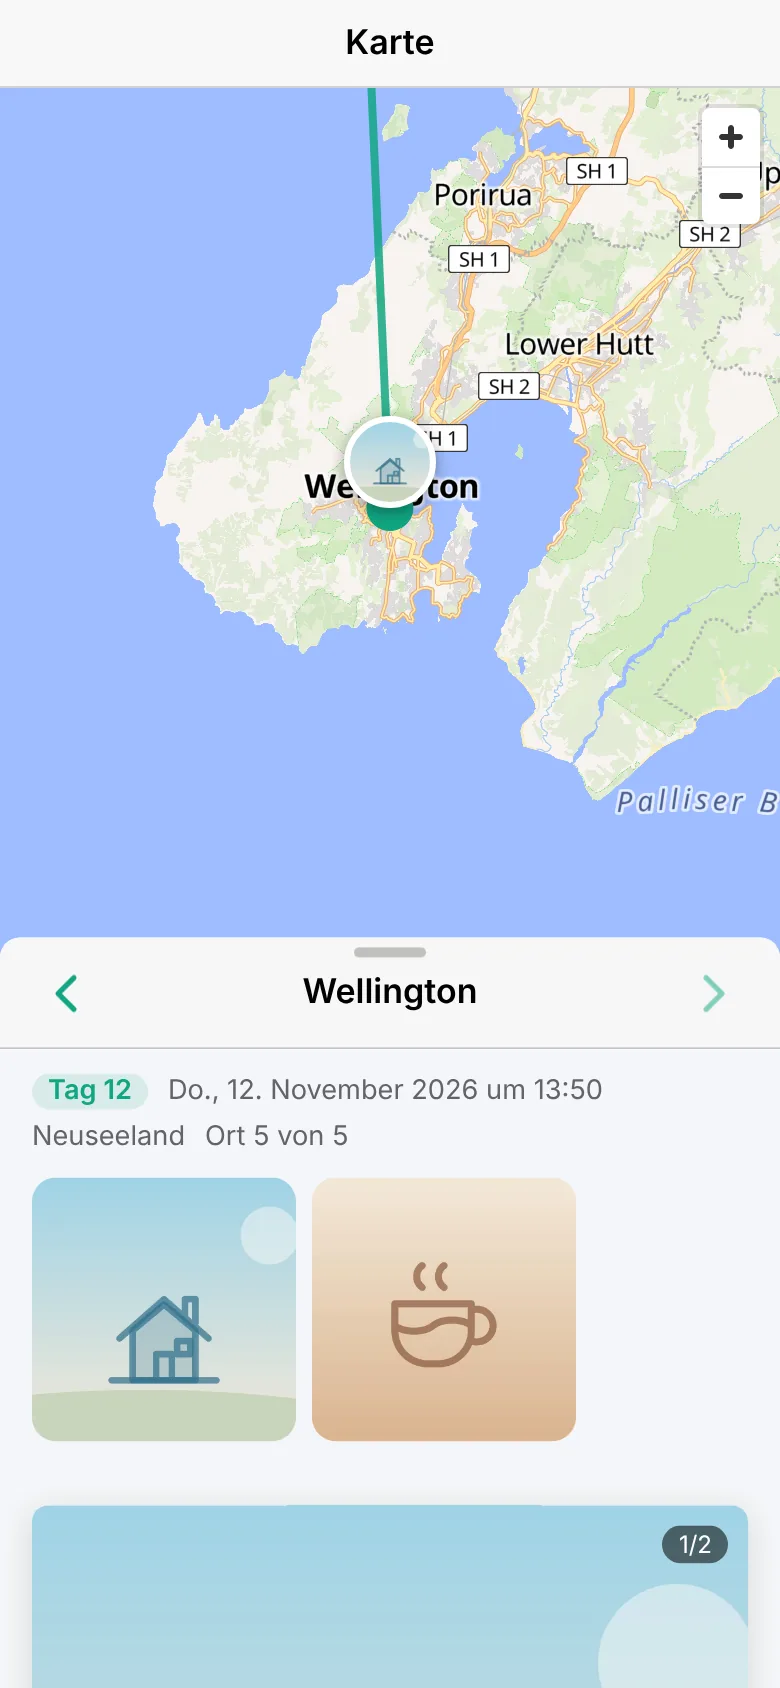 Karte
Porirua
SH 1
SH 2
SH 1
Lower Hutt
SH 2
H 1
Palliser B
Wellington
Tag 12 Do., 12. November 2026 um 13:50
Neuseeland Ort 5 von 5
1/2